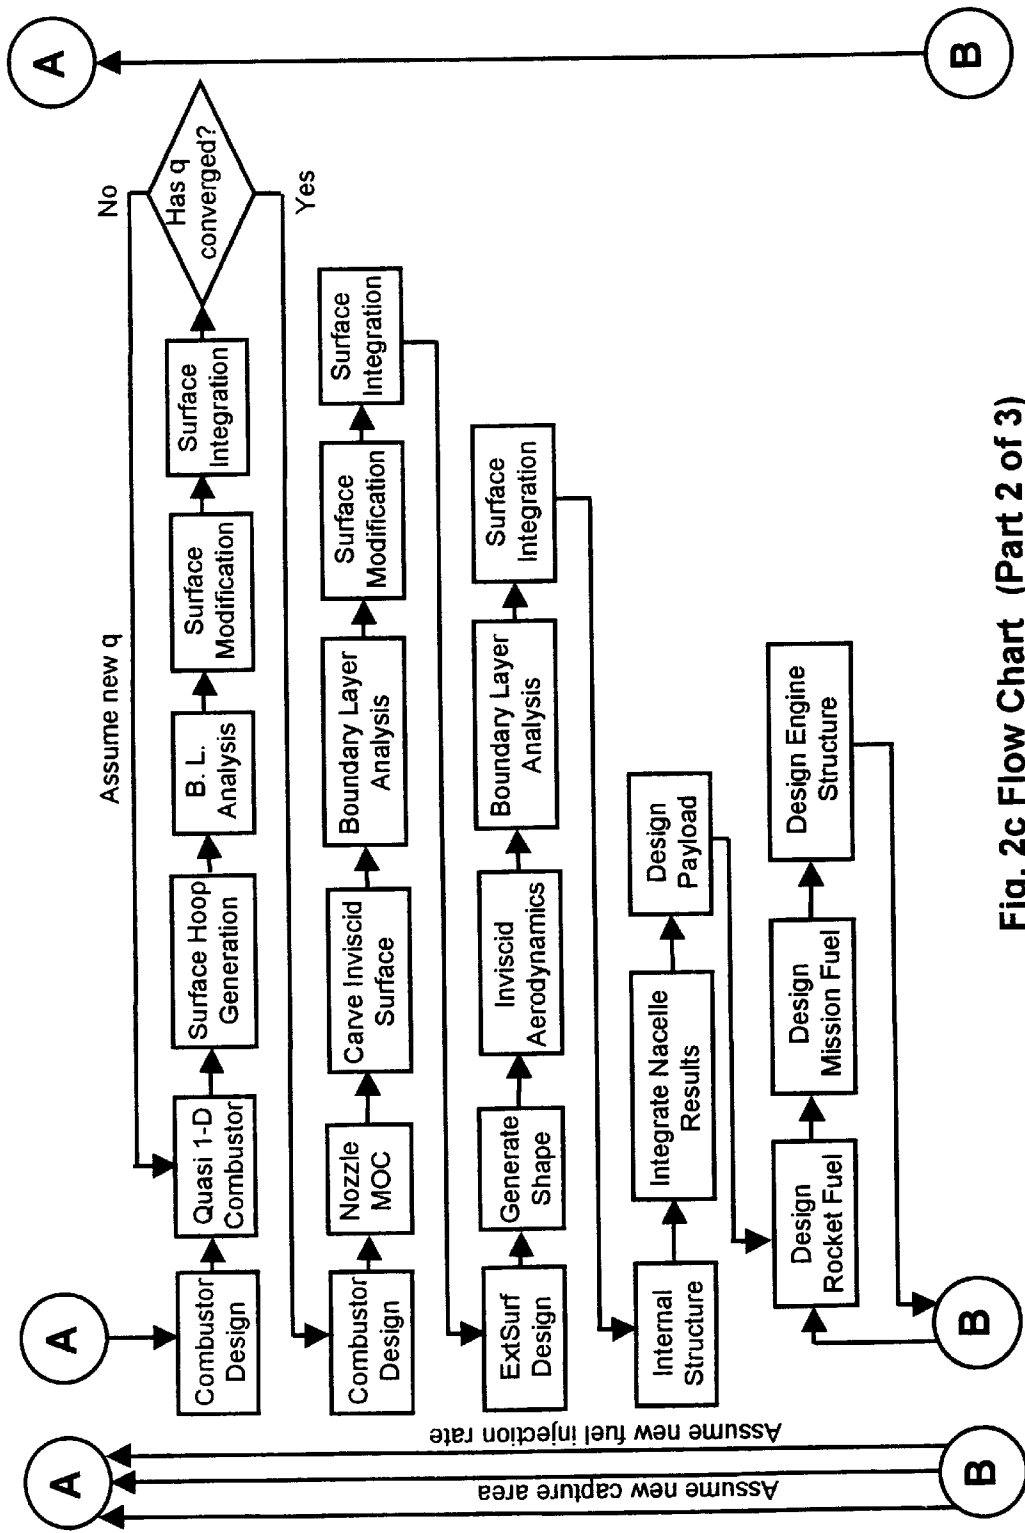 A
A
A
No
Assume new q
Combustor
Design
Quasi 1-D
Combustor
Surface Hoop
Generation
B. L.
Analysis
Surface
Modification
Surface
Integration
Has q
converged?
Yes
Combustor
Design
Nozzle
MOC
Carve Inviscid
Surface
Boundary Layer
Analysis
Surface
Modification
Surface
Integration
ExtSurf
Design
Generate
Shape
Inviscid
Aerodynamics
Boundary Layer
Analysis
Surface
Integration
Internal
Structure
Integrate Nacelle
Results
Design
Payload
Design
Rocket Fuel
Design
Mission Fuel
Design Engine
Structure
Assume new capture area
Assume new fuel injection rate
B
B
B
Fig. 2c Flow Chart (Part 2 of 3)